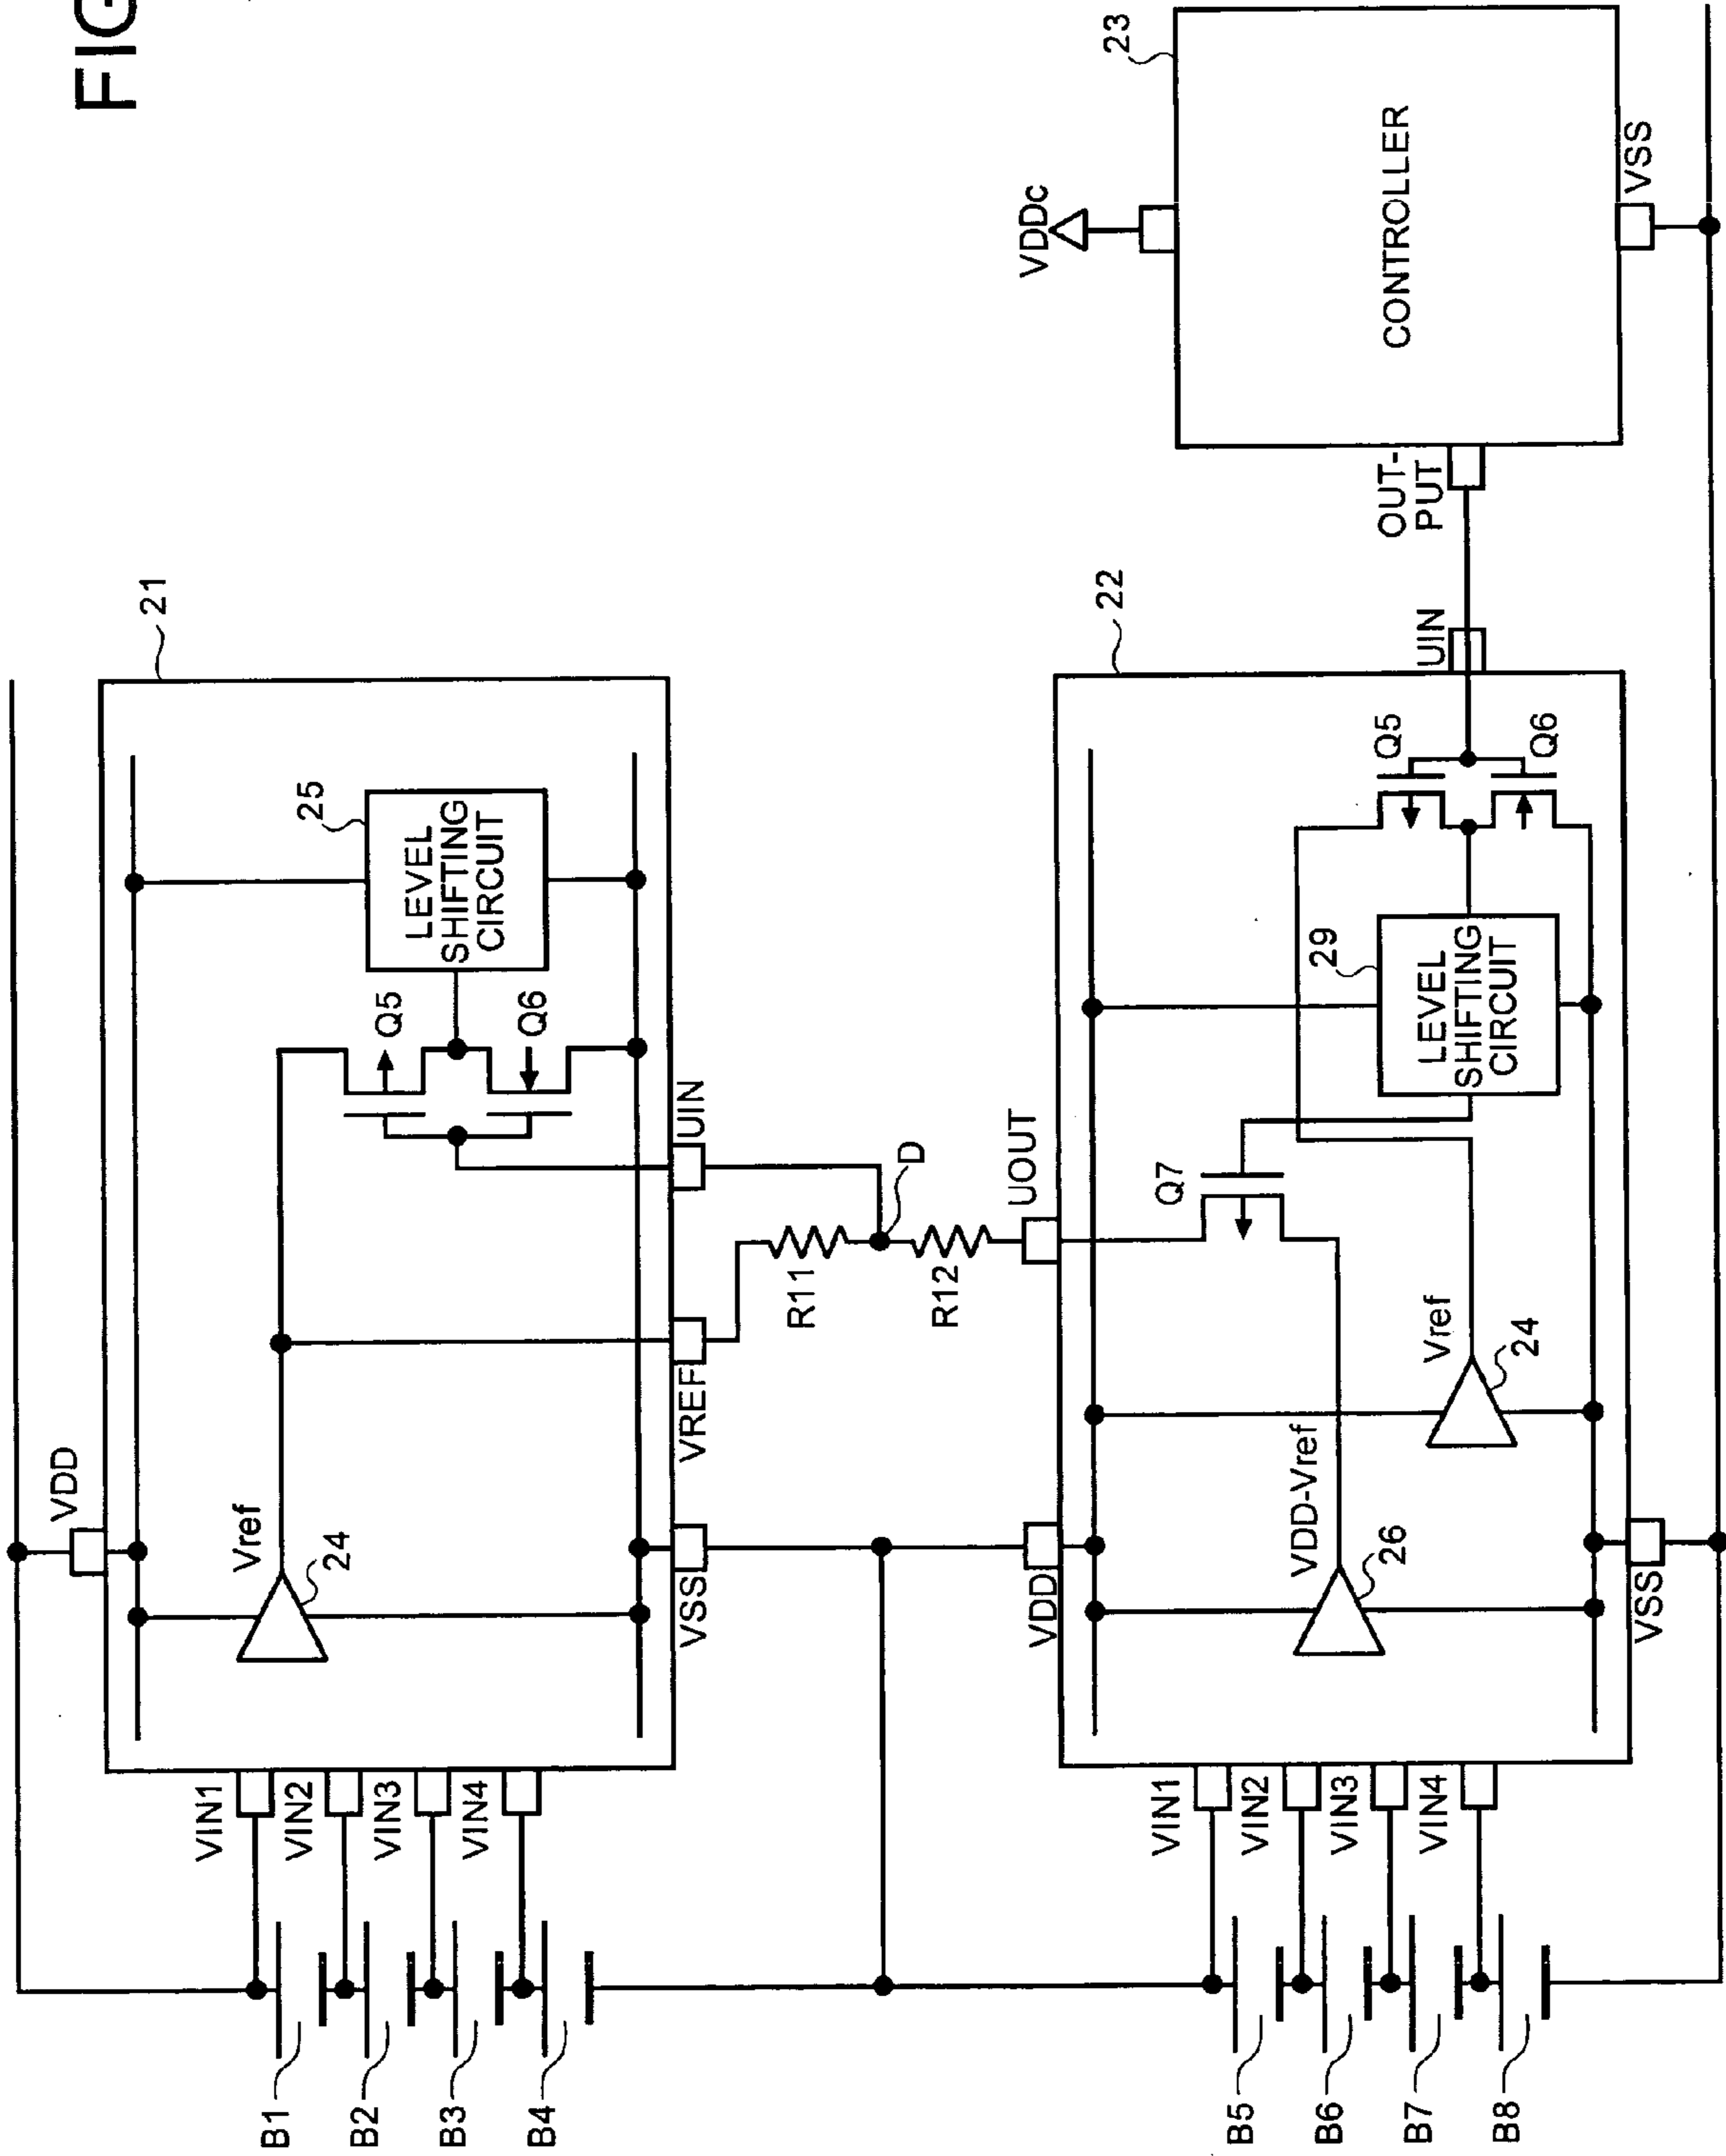 FIG
VDD
21
Vref
24
25
LEVEL
SHIFTING
CIRCUIT
Q5
Q6
VIN1
VIN2
VIN3
VIN4
B1
B2
B3
B4
VSS
VREF
UIN
R11
D
R12
VDD
UOUT
22
Q7
VDD-Vref
26
Vref
24
29
LEVEL
SHIFTING
CIRCUIT
Q5
Q6
UIN
VIN1
VIN2
VIN3
VIN4
B5
B6
B7
B8
VSS
OUT-
PUT
VDDc
23
CONTROLLER
VSS